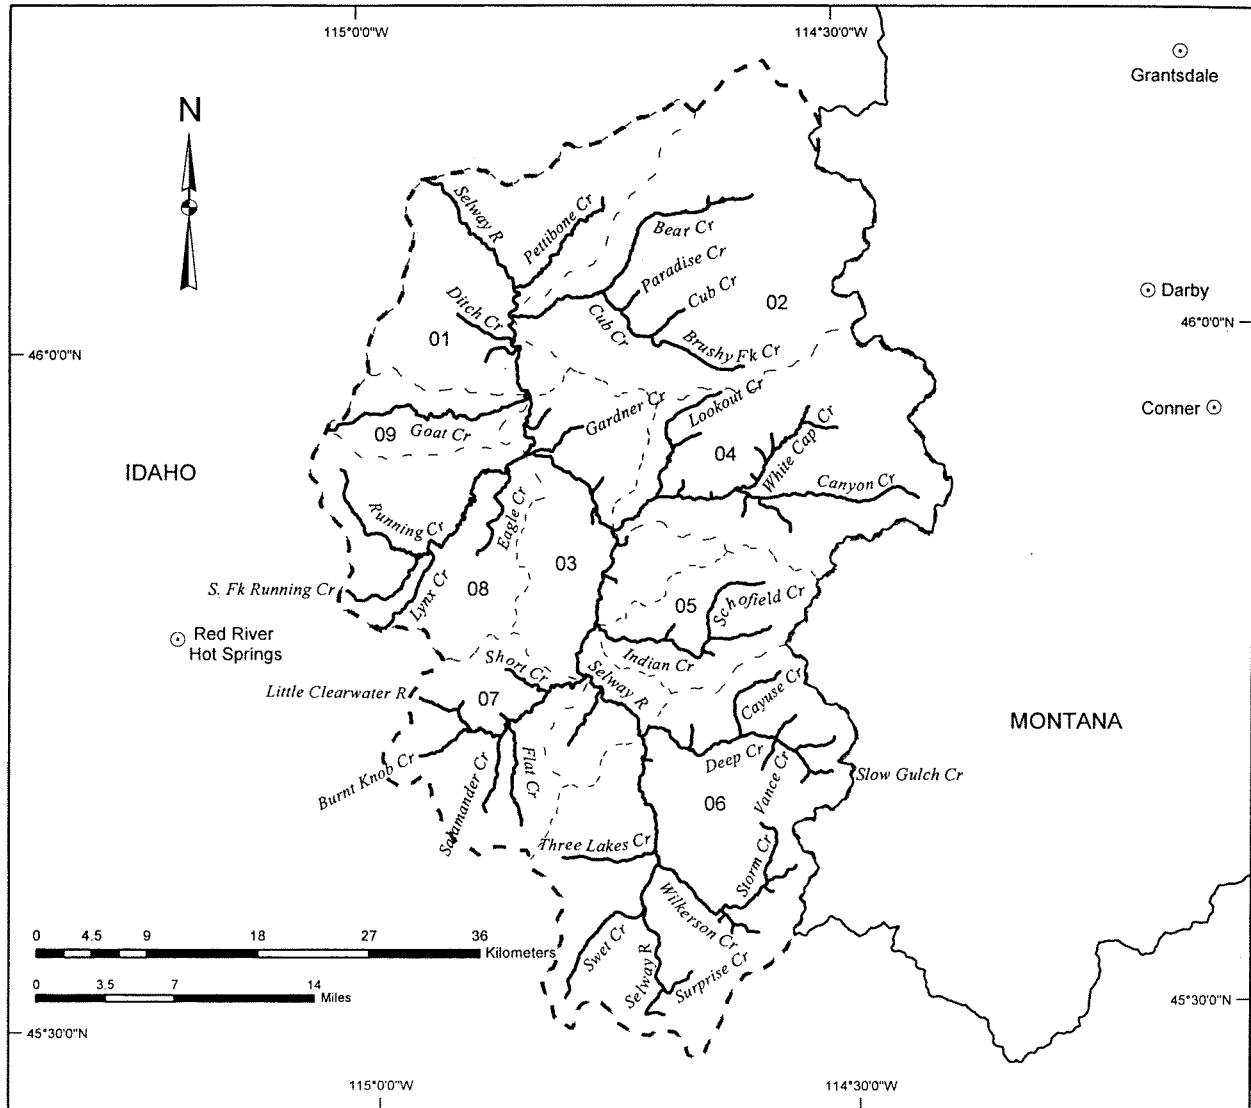 115°0'0"W
114°30'0"W
Grantsdale
N
Selway R
Pettibone Cr
Bear Cr
Paradise Cr
Cub Cr
02
Darby
Ditch Cr
Cub Cr
46°0'0"N
01
Brushy Fk Cr
46°0'0"N
Lookout Cr
Gardner Cr
Conner
09
Goat Cr
04
White Cap Cr
IDAHO
Canyon Cr
Running Cr
Eagle Cr
03
S. Fk Running Cr
Lynx Cr
08
05
Schofield Cr
Red River
Hot Springs
Short Cr
Indian Cr
Little Clearwater R
07
Selway R
Cayuse Cr
MONTANA
Burnt Knob Cr
Salamander Cr
Flat Cr
Deep Cr
Vance Cr
Slow Gulch Cr
06
Three Lakes Cr
Storm Cr
Wilkerson Cr
Swet Cr
Selway R
Surprise Cr
0 4.5 9 18 27 36
Kilometers
0 3.5 7 14
Miles
45°30'0"N
45°30'0"N
115°0'0"W
114°30'0"W